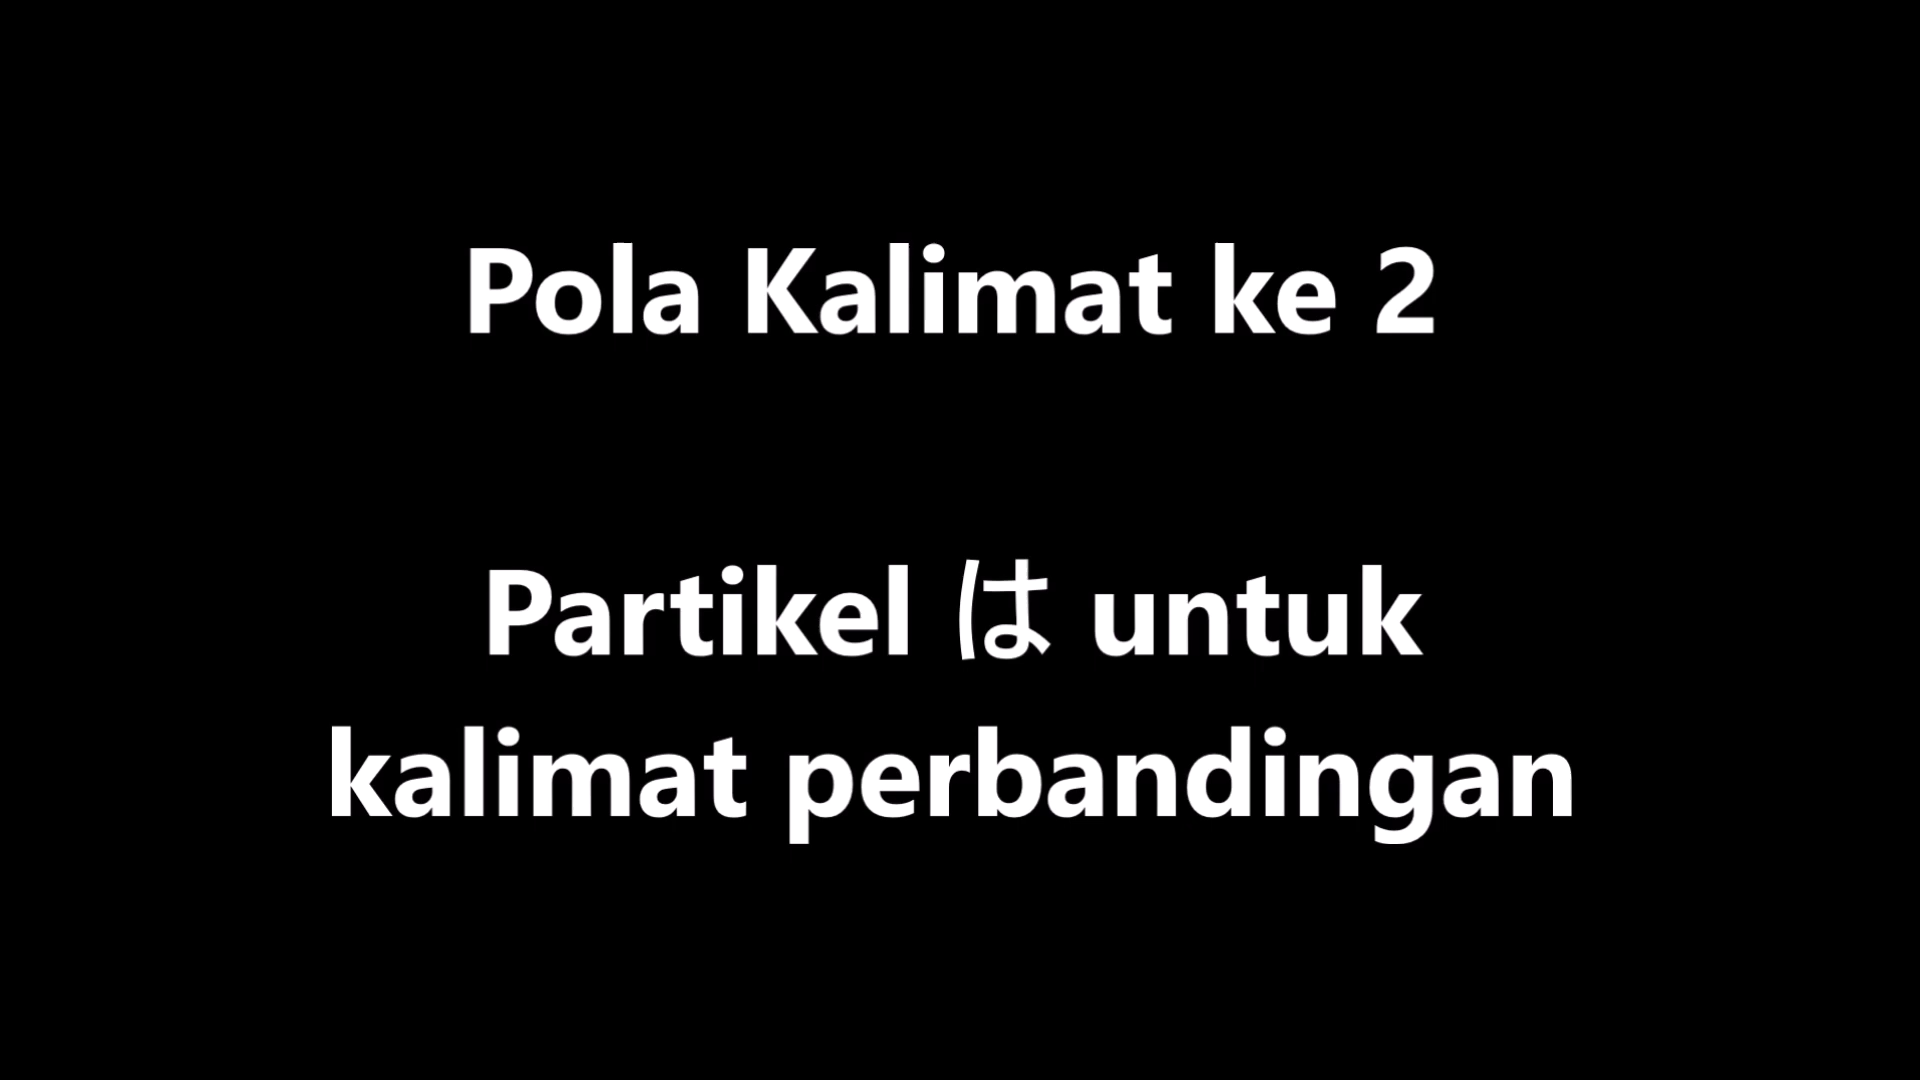 Pola Kalimat ke 2
Partikel は untuk
kalimat perbandingan